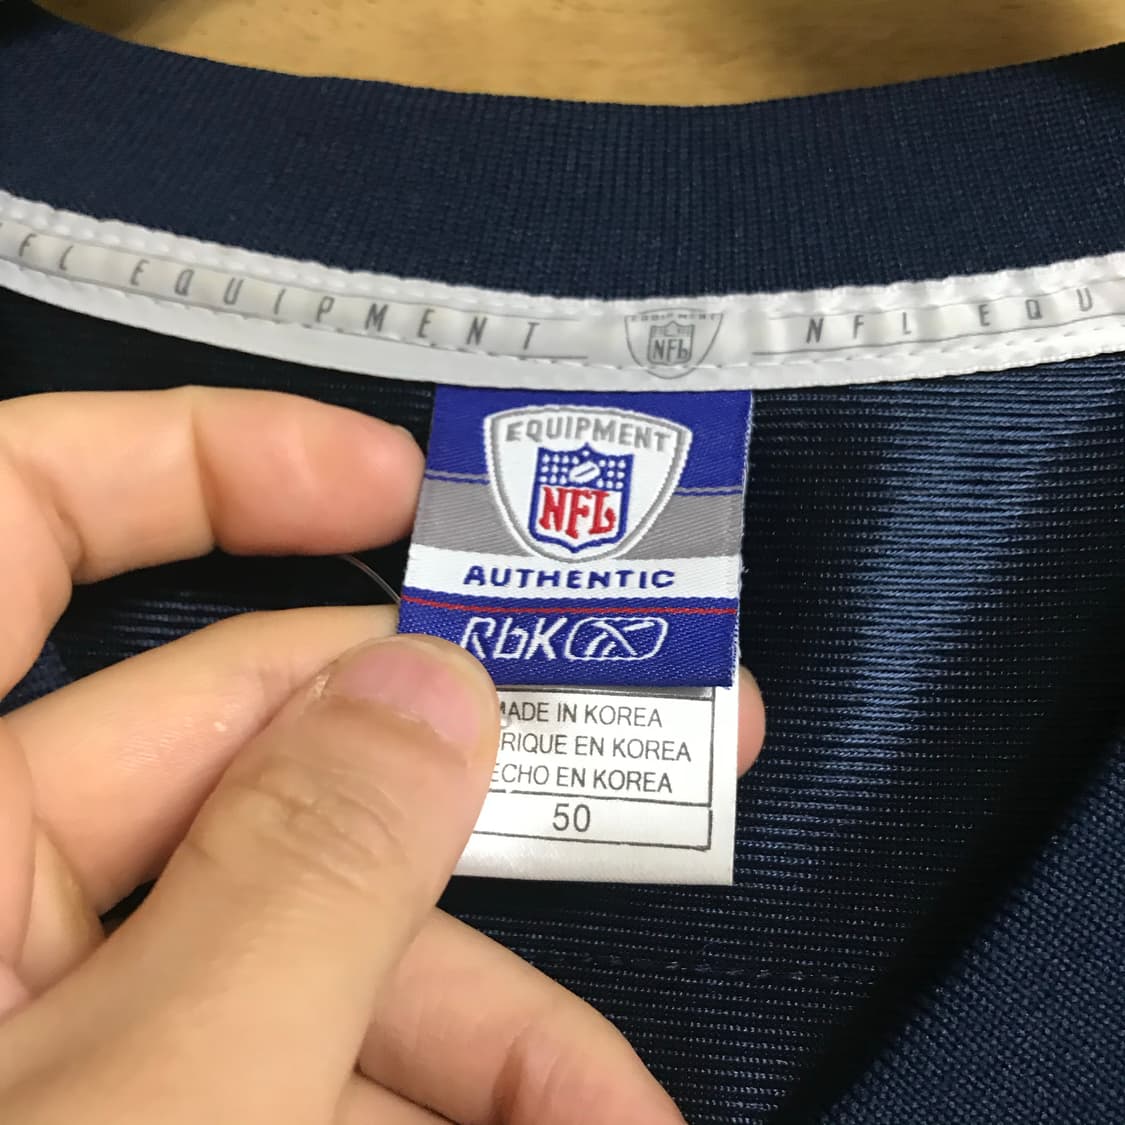 FL EQUIPMENT
EQUIPMENT
NFL
NFL EQU
EQUIPMENT
NFL
AUTHENTIC
RbK
MADE IN KOREA
RIQUE EN KOREA
ECHO EN KOREA
50